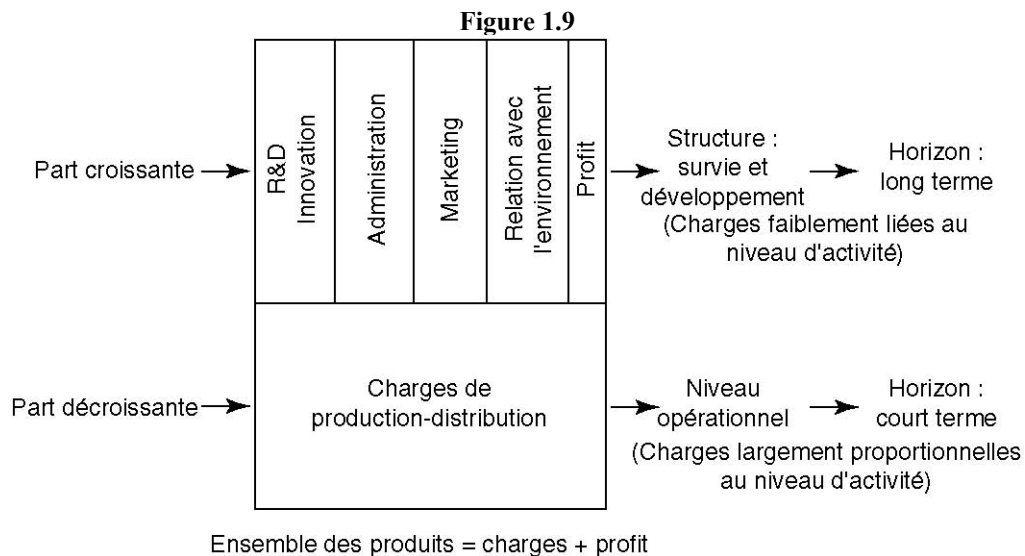 Figure 1.9
Part croissante
R&D
Innovation
Administration
Marketing
Relation avec
l'environnement
Profit
Structure :
survie et
développement
(Charges faiblement liées au
niveau d'activité)
Horizon :
long terme
Part décroissante
Charges de
production-distribution
Niveau
opérationnel
(Charges largement proportionnelles
au niveau d'activité)
Horizon :
court terme
Ensemble des produits = charges + profit